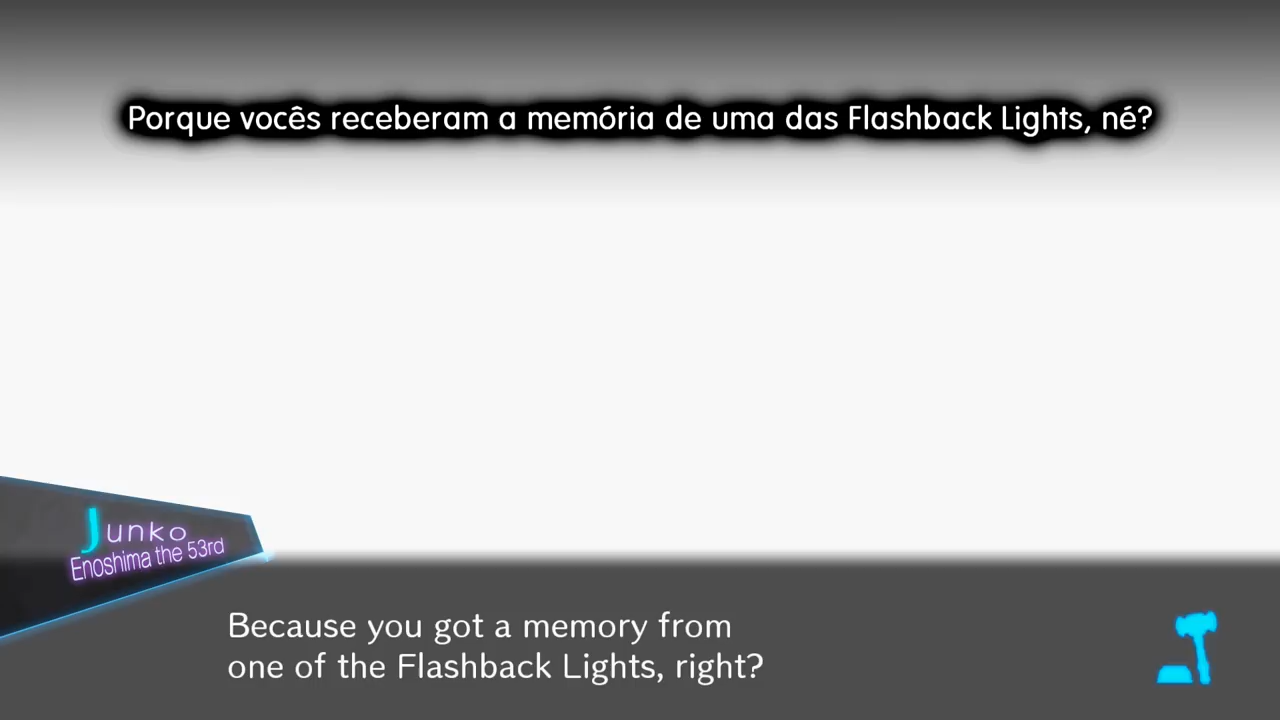 Porque vocês receberam a memória de uma das Flashback Lights, né?
Junko
Enoshima the 53rd
Because you got a memory from
one of the Flashback Lights, right?